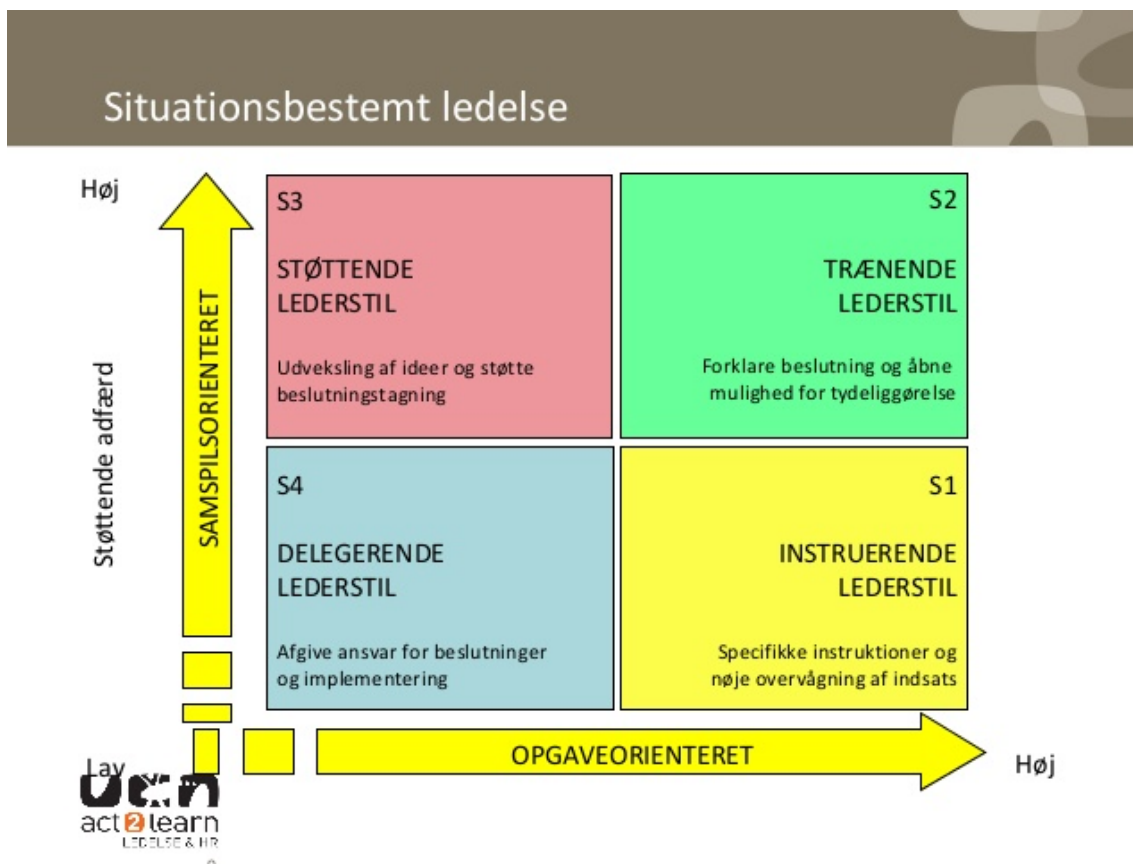 Situationsbestemt ledelse
Høj
Støttende adfærd
SAMSPILSORIENTERET
S3
STØTTENDE
LEDERSTIL
Udveksling af ideer og støtte
beslutningstagning
S2
TRÆNENDE
LEDERSTIL
Forklare beslutning og åbne
mulighed for tydeliggørelse
S4
DELEGERENDE
LEDERSTIL
Afgive ansvar for beslutninger
og implementering
S1
INSTRUERENDE
LEDERSTIL
Specifikke instruktioner og
nøje overvågning af indsats
OPGAVEORIENTERET
Høj
Lav
ucn
act2learn
LEDELSE & HR